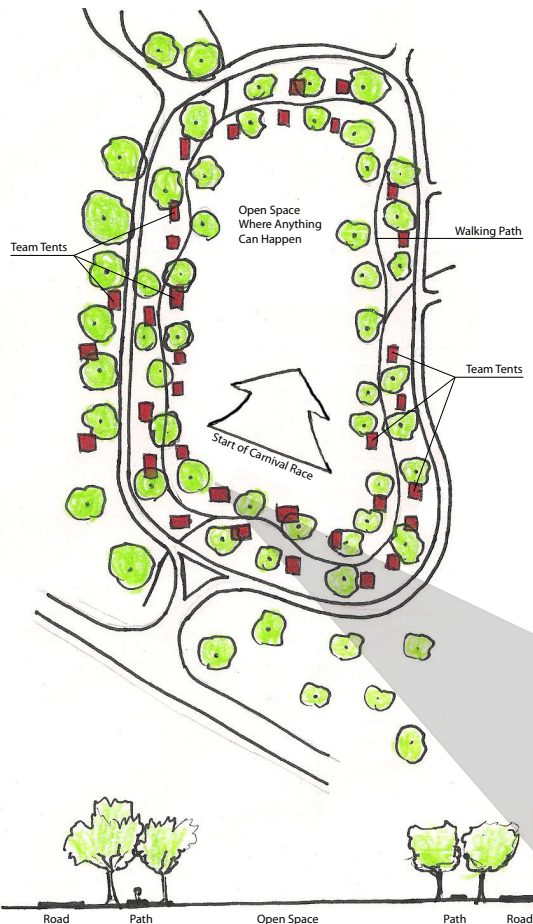 Open Space
Where Anything
Can Happen
Walking Path
Team Tents
Team Tents
Start of Carnival Race
Road
Path
Open Space
Path
Road